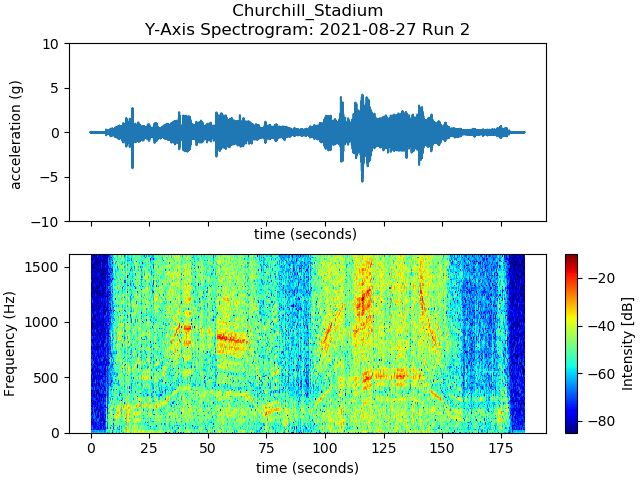 Churchill_Stadium
Y-Axis Spectrogram: 2021-08-27 Run 2
10
5
0
−5
−10
acceleration (g)
time (seconds)
1500
1000
500
0
Frequency (Hz)
0 25 50 75 100 125 150 175
time (seconds)
−20
−40
−60
−80
Intensity [dB]